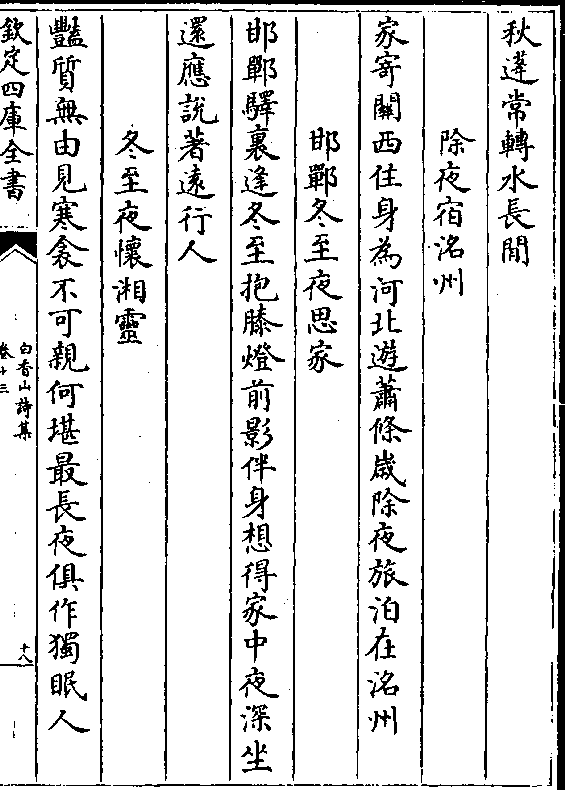 秋蓬常轉水長閒
除夜宿洺州
家寄關西住身為河北遊蕭條歲除夜旅泊在洺州
邯鄲冬至夜思家
邯鄲驛裏逢冬至抱膝燈前影伴身想得家中夜深坐
還應說著遠行人
冬至夜懷湘靈
豔質無由見寒衾不可親何堪最長夜俱作獨眠人
欽定四庫全書
白香山詩集
卷十三
十八